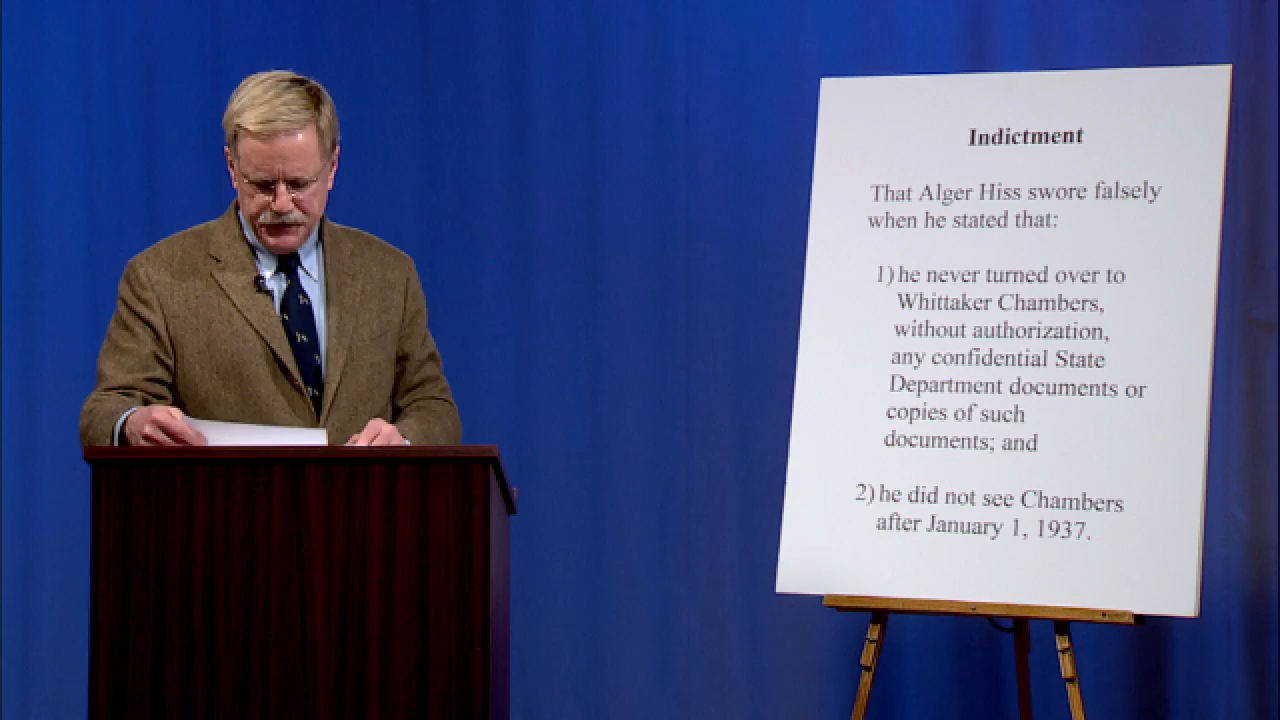 Indictment
That Alger Hiss swore falsely
when he stated that:
1) he never turned over to
Whittaker Chambers,
without authorization,
any confidential State
Department documents or
copies of such
documents; and
2) he did not see Chambers
after January 1, 1937.